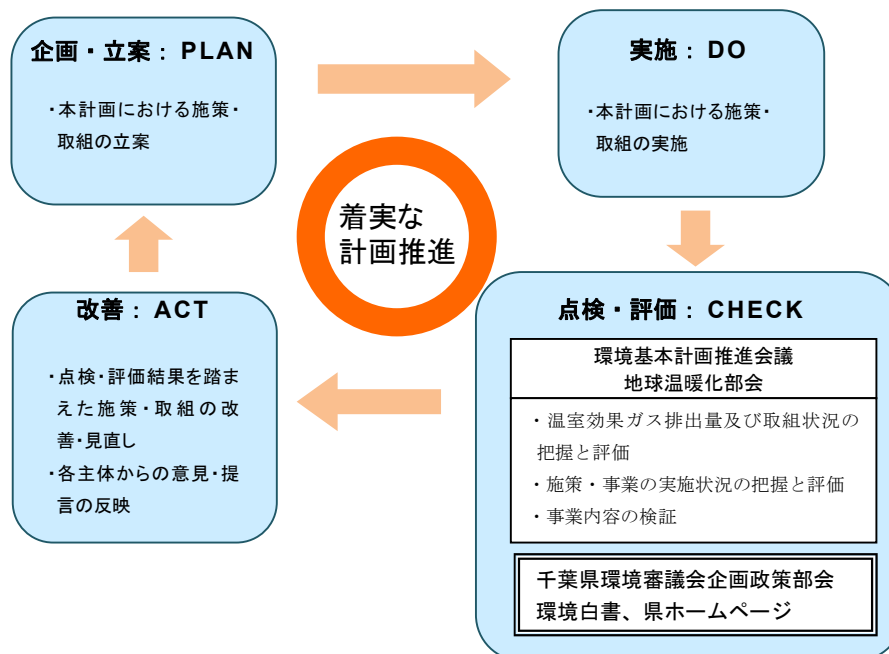 企画・立案： PLAN
・本計画における施策・
取組の立案
実施： DO
・本計画における施策・
取組の実施
着実な
計画推進
点検・評価： CHECK
環境基本計画推進会議
地球温暖化部会
・温室効果ガス排出量及び取組状況の
把握と評価
・施策・事業の実施状況の把握と評価
・事業内容の検証
千葉県環境審議会企画政策部会
環境白書、県ホームページ
改善： ACT
・点検・評価結果を踏ま
えた施策・取組の改
善・見直し
・各主体からの意見・提
言の反映